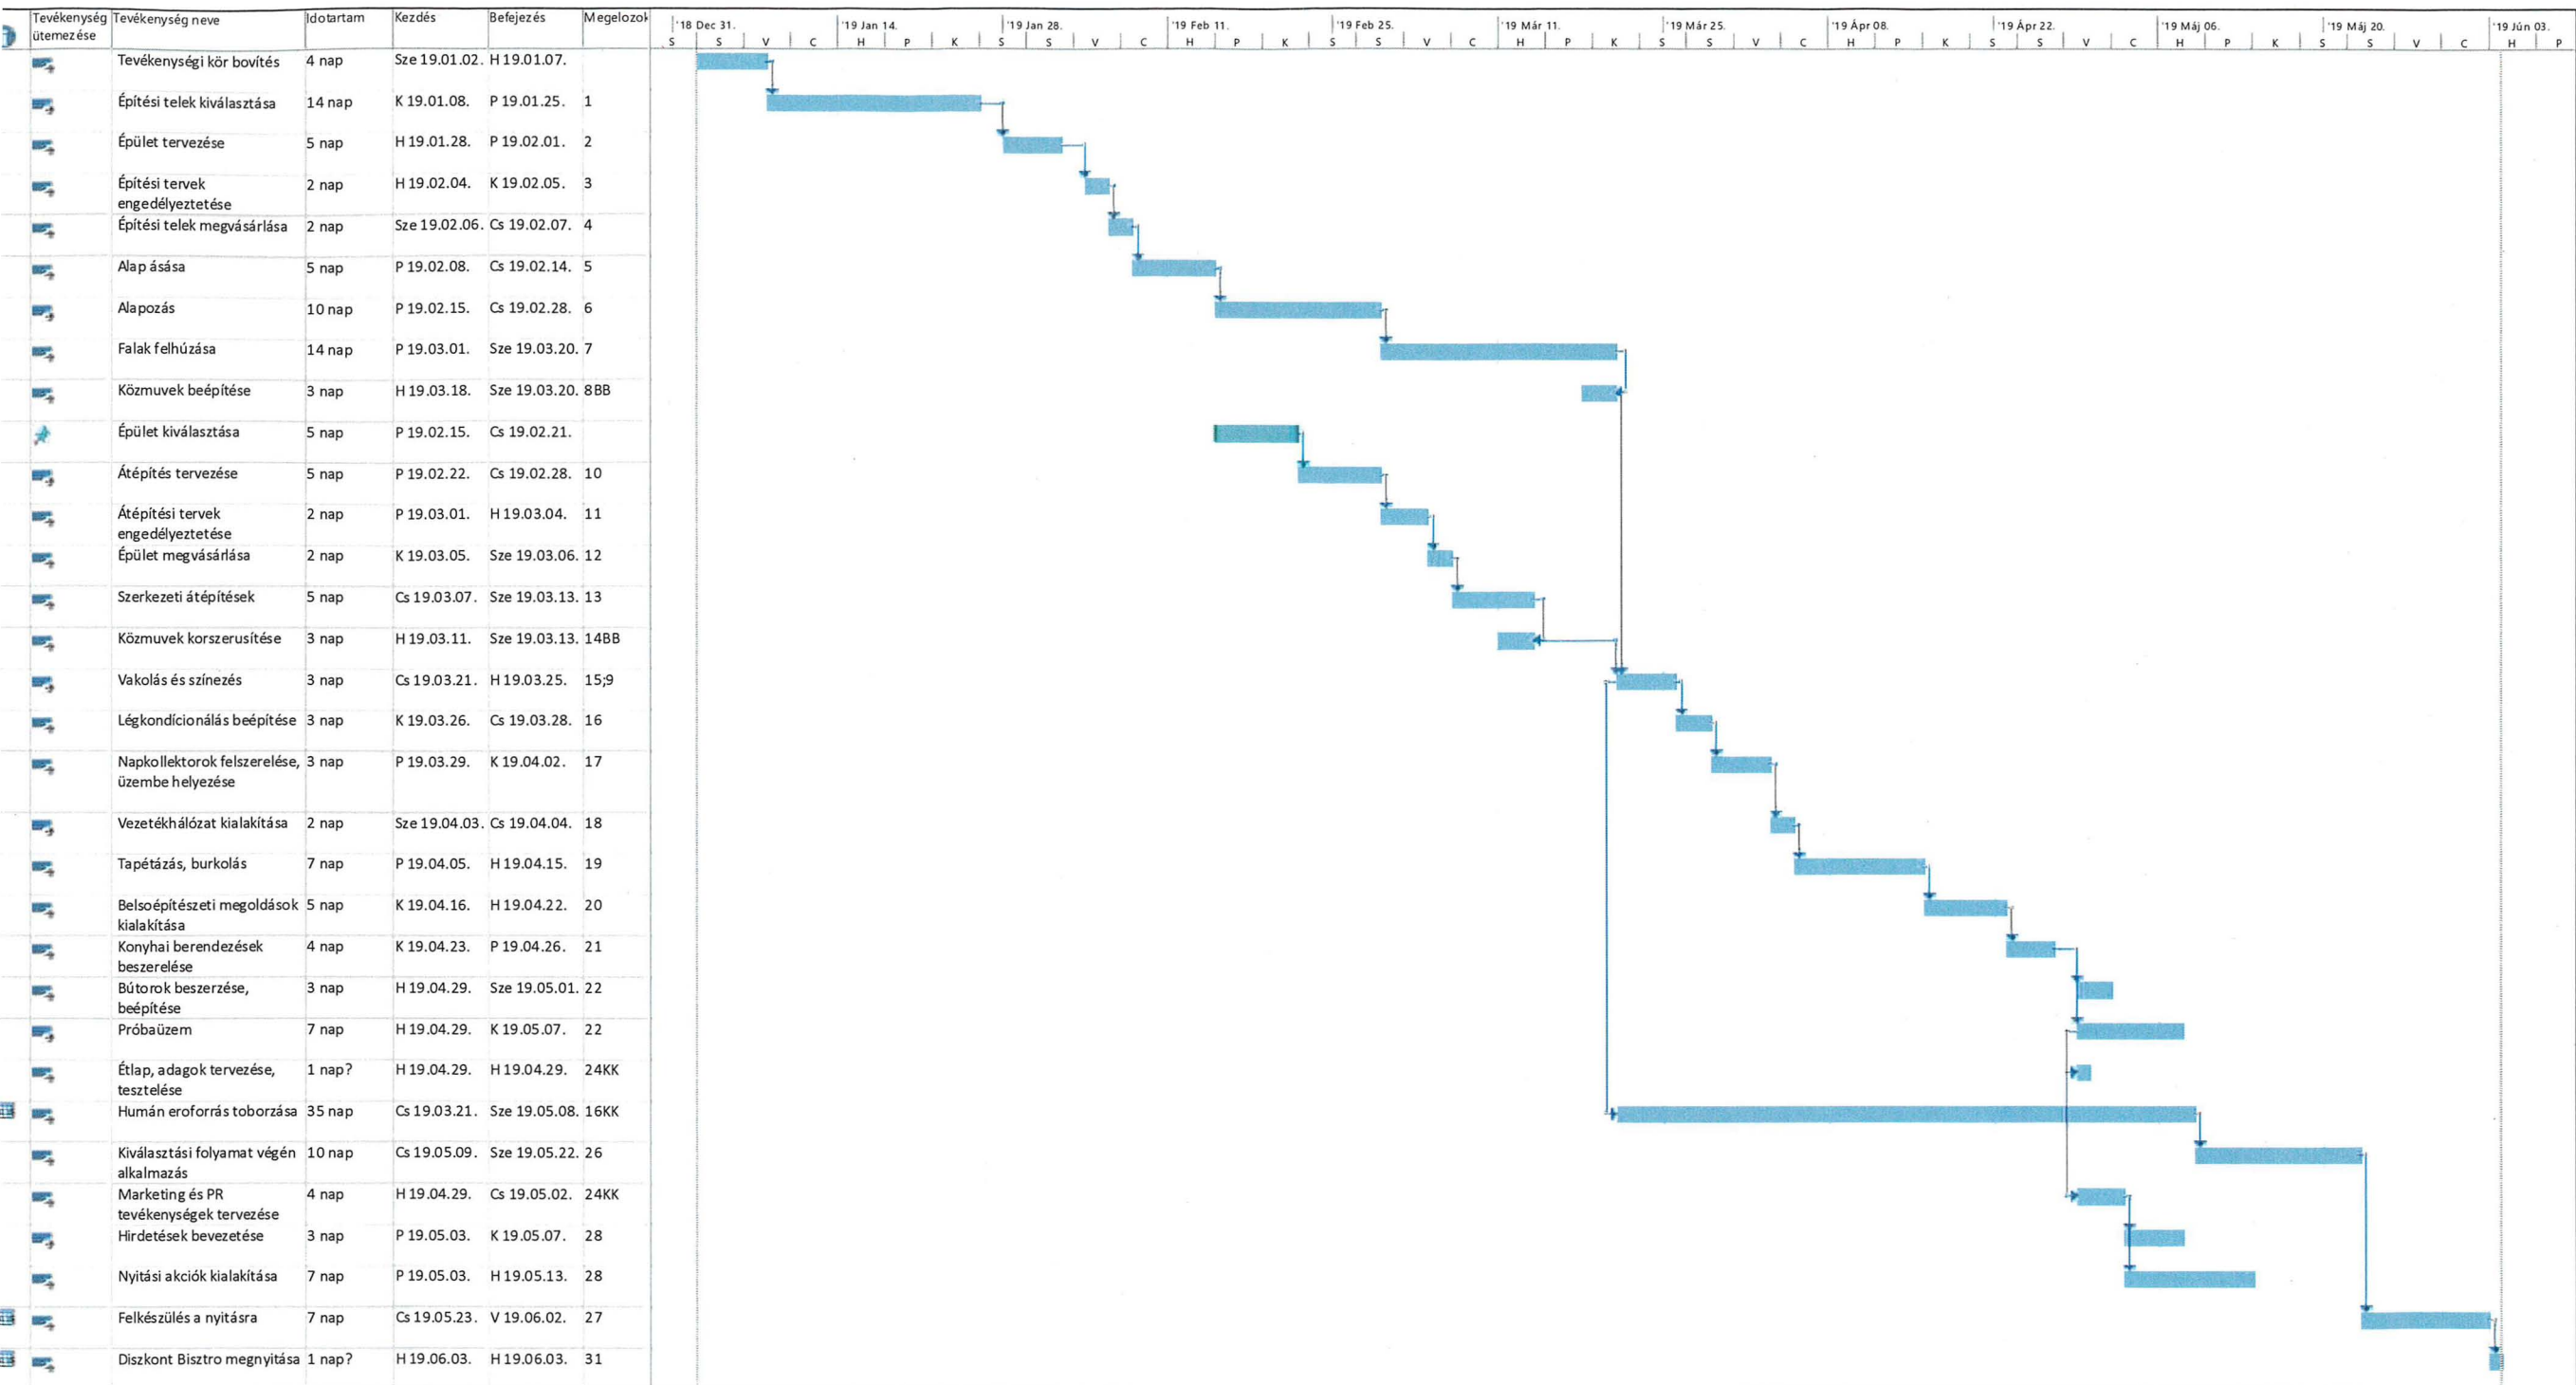 Tevékenység ütemezése Tevékenység neve Idotartam Kezdés Befejezés Megelozok
'18 Dec 31. '19 Jan 14. '19 Jan 28. '19 Feb 11. '19 Feb 25. '19 Már 11. '19 Már 25. '19 Ápr 08. '19 Ápr 22. '19 Máj 06. '19 Máj 20. '19 Jún 03.
S S V C H P K S S V C H P K S S V C H P K S S V C H P K S S V C H P K S S V C H P
Tevékenységi kör bovítés 4 nap Sze 19.01.02. H 19.01.07.
Építési telek kiválasztása 14 nap K 19.01.08. P 19.01.25. 1
Épület tervezése 5 nap H 19.01.28. P 19.02.01. 2
Építési tervek 2 nap H 19.02.04. K 19.02.05. 3
engedélyeztetése
Építési telek megvásárlása 2 nap Sze 19.02.06. Cs 19.02.07. 4
Alap ásása 5 nap P 19.02.08. Cs 19.02.14. 5
Alapozás 10 nap P 19.02.15. Cs 19.02.28. 6
Falak felhúzása 14 nap P 19.03.01. Sze 19.03.20. 7
Közmuvek beépítése 3 nap H 19.03.18. Sze 19.03.20. 8BB
Épület kiválasztása 5 nap P 19.02.15. Cs 19.02.21.
Átépítés tervezése 5 nap P 19.02.22. Cs 19.02.28. 10
Átépítési tervek 2 nap P 19.03.01. H 19.03.04. 11
engedélyeztetése
Épület megvásárlása 2 nap K 19.03.05. Sze 19.03.06. 12
Szerkezeti átépítések 5 nap Cs 19.03.07. Sze 19.03.13. 13
Közmuvek korszerusítése 3 nap H 19.03.11. Sze 19.03.13. 14BB
Vakolás és színezés 3 nap Cs 19.03.21. H 19.03.25. 15;9
Légkondícionálás beépítése 3 nap K 19.03.26. Cs 19.03.28. 16
Napkollektorok felszerelése, 3 nap P 19.03.29. K 19.04.02. 17
üzembe helyezése
Vezetékhálózat kialakítása 2 nap Sze 19.04.03. Cs 19.04.04. 18
Tapétázás, burkolás 7 nap P 19.04.05. H 19.04.15. 19
Belsoépítészeti megoldások 5 nap K 19.04.16. H 19.04.22. 20
kialakítása
Konyhai berendezések 4 nap K 19.04.23. P 19.04.26. 21
beszerelése
Bútorok beszerzése, 3 nap H 19.04.29. Sze 19.05.01. 22
beépítése
Próbaüzem 7 nap H 19.04.29. K 19.05.07. 22
Étlap, adagok tervezése, 1 nap? H 19.04.29. H 19.04.29. 24KK
tesztelése
Humán eroforrás toborzása 35 nap Cs 19.03.21. Sze 19.05.08. 16KK
Kiválasztási folyamat végén 10 nap Cs 19.05.09. Sze 19.05.22. 26
alkalmazás
Marketing és PR 4 nap H 19.04.29. Cs 19.05.02. 24KK
tevékenységek tervezése
Hirdetések bevezetése 3 nap P 19.05.03. K 19.05.07. 28
Nyitási akciók kialakítása 7 nap P 19.05.03. H 19.05.13. 28
Felkészülés a nyitásra 7 nap Cs 19.05.23. V 19.06.02. 27
Diszkont Bisztro megnyitása 1 nap? H 19.06.03. H 19.06.03. 31